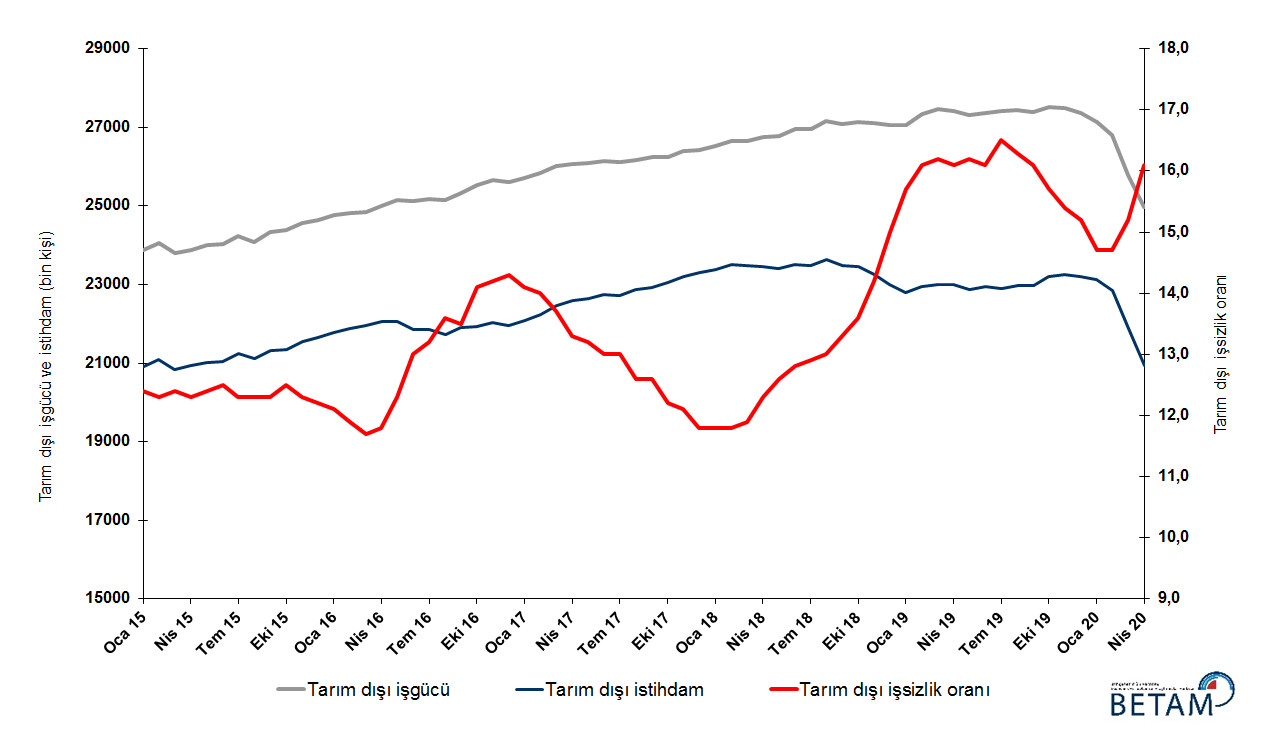 29000
27000
25000
23000
21000
19000
17000
15000
Tarım dışı işgücü ve istihdam (bin kişi)
18,0
17,0
16,0
15,0
14,0
13,0
12,0
11,0
10,0
9,0
Tarım dışı işsizlik oranı
Oca 15
Nis 15
Tem 15
Eki 15
Oca 16
Nis 16
Tem 16
Eki 16
Oca 17
Nis 17
Tem 17
Eki 17
Oca 18
Nis 18
Tem 18
Eki 18
Oca 19
Nis 19
Tem 19
Eki 19
Oca 20
Nis 20
Tarım dışı işgücü
Tarım dışı istihdam
Tarım dışı işsizlik oranı
BETAM